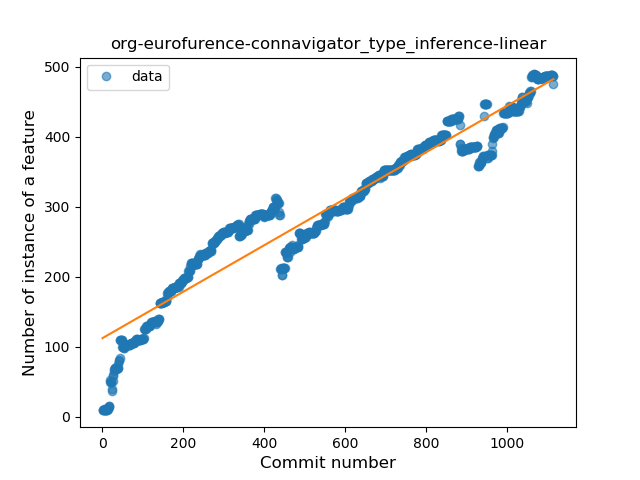 org-eurofurence-connavigator_type_inference-linear
data
Number of instance of a feature
500
400
300
200
100
0
0 200 400 600 800 1000
Commit number